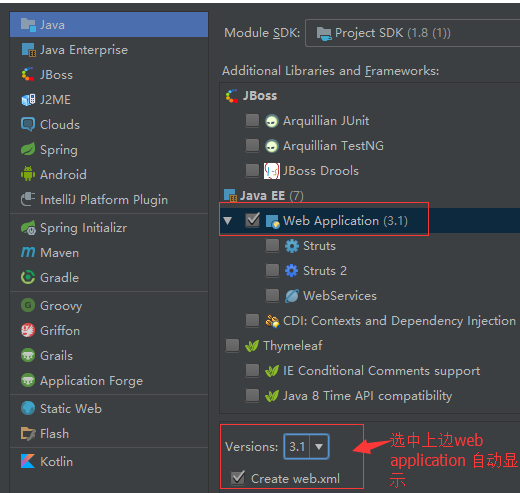 Java
Java Enterprise
JBoss
J2ME
Clouds
Spring
Android
IntelliJ Platform Plugin
Spring Initializr
Maven
Gradle
Groovy
Griffon
Grails
Application Forge
Static Web
Flash
Kotlin
Module SDK: Project SDK (1.8 (1))
Additional Libraries and Frameworks:
JBoss
Arquillian JUnit
Arquillian TestNG
JBoss Drools
Java EE (7)
Web Application (3.1)
Struts
Struts 2
WebServices
CDI: Contexts and Dependency Injection
Thymeleaf
IE Conditional Comments support
Java 8 Time API compatibility
Versions: 3.1
Create web.xml
选中上边web
application 自动显
示